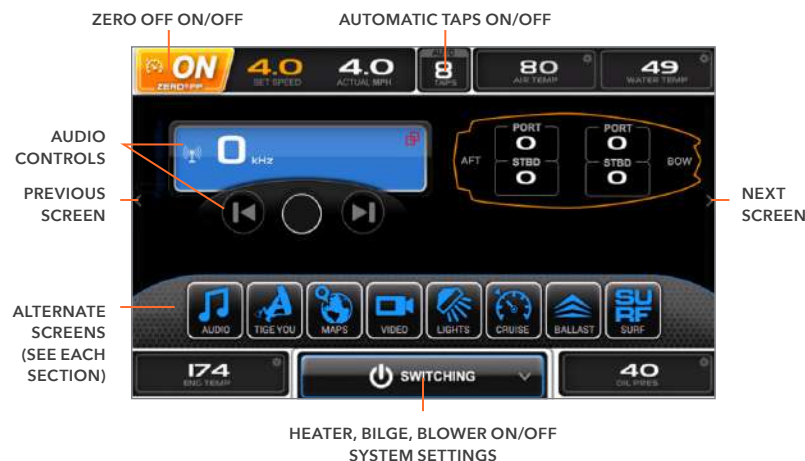 ZERO OFF ON/OFF
AUTOMATIC TAPS ON/OFF
ON
ZERO OFF
4.0
SET SPEED
4.0
ACTUAL MPH
AUTO
8
TAPS
80
AIR TEMP
49
WATER TEMP
AUDIO
CONTROLS
0 kHz
PORT
0
STBD
0
PORT
0
STBD
0
AFT
BOW
PREVIOUS
SCREEN
NEXT
SCREEN
ALTERNATE
SCREENS
(SEE EACH
SECTION)
AUDIO
TIGE YOU
MAPS
VIDEO
LIGHTS
CRUISE
BALLAST
SU
RF
SURF
174
ENG TEMP
SWITCHING
40
OIL PRES
HEATER, BILGE, BLOWER ON/OFF
SYSTEM SETTINGS